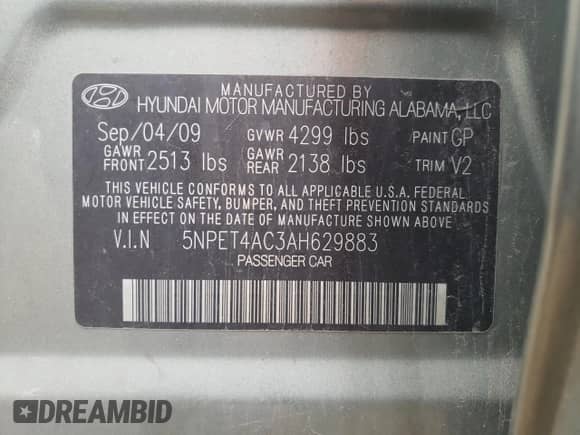 MANUFACTURED BY
HYUNDAI MOTOR MANUFACTURING ALABAMA, LLC
Sep/04/09 GVWR 4299 lbs PAINT GP
GAWR FRONT 2513 lbs GAWR REAR 2138 lbs TRIM V2
THIS VEHICLE CONFORMS TO ALL APPLICABLE U.S.A. FEDERAL
MOTOR VEHICLE SAFETY, BUMPER, AND THEFT PREVENTION STANDARDS
IN EFFECT ON THE DATE OF MANUFACTURE SHOWN ABOVE
V.I.N 5NPET4AC3AH629883
PASSENGER CAR
DREAMBID